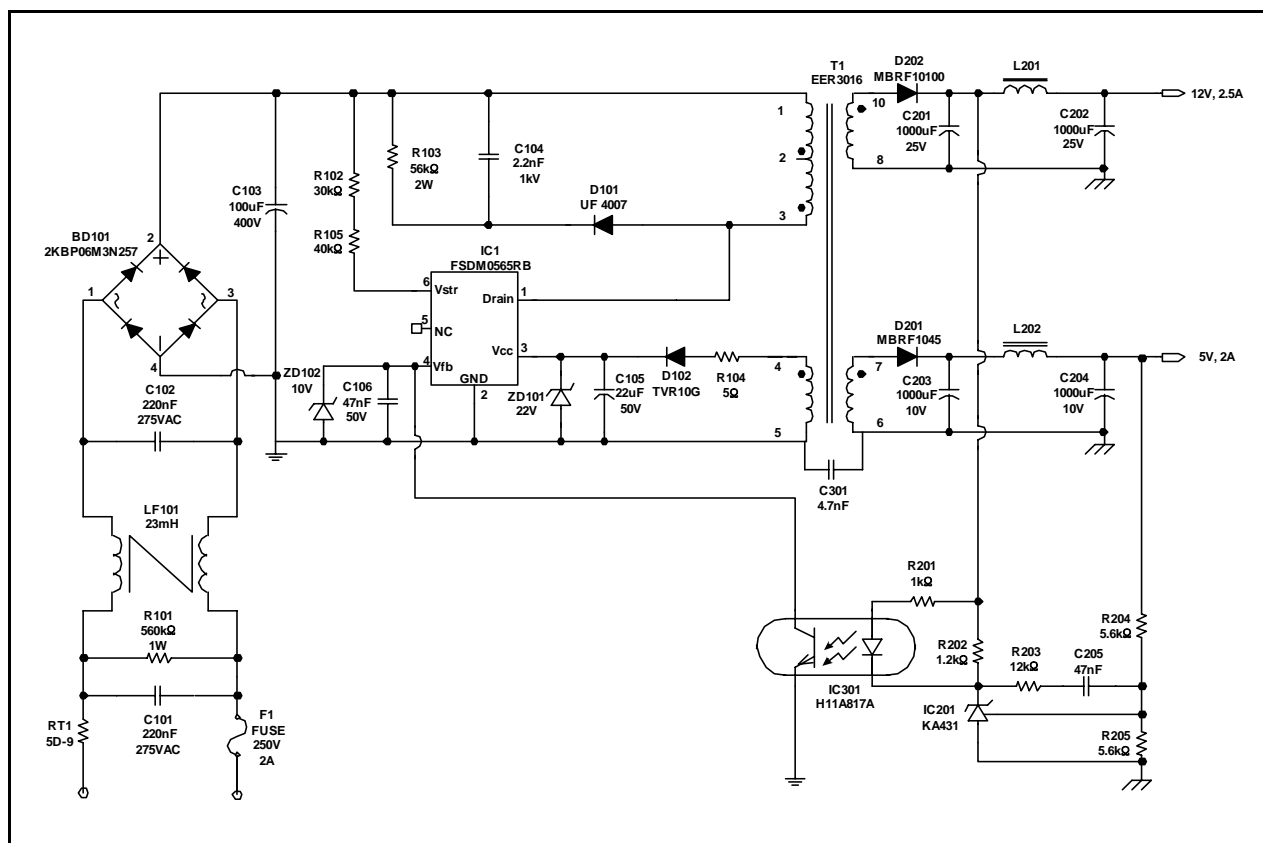 T1
EER3016
D202
MBRF10100
L201
10
12V, 2.5A
1
C201
1000uF
25V
C202
1000uF
25V
2
8
3
R102
30kΩ
R103
56kΩ
2W
C104
2.2nF
1kV
D101
UF 4007
C103
100uF
400V
R105
40kΩ
BD101
2KBP06M3N257
2
1
3
4
IC1
FSDM0565RB
6
Vstr
Drain
1
5
NC
Vcc
3
4
Vfb
GND
2
D201
MBRF1045
L202
5V, 2A
7
4
D102
TVR10G
R104
5Ω
C105
22uF
50V
ZD101
22V
ZD102
10V
C106
47nF
50V
C203
1000uF
10V
C204
1000uF
10V
5
6
C102
220nF
275VAC
C301
4.7nF
LF101
23mH
R101
560kΩ
1W
R201
1kΩ
R202
1.2kΩ
R203
12kΩ
C205
47nF
R204
5.6kΩ
IC301
H11A817A
IC201
KA431
R205
5.6kΩ
RT1
5D-9
C101
220nF
275VAC
F1
FUSE
250V
2A